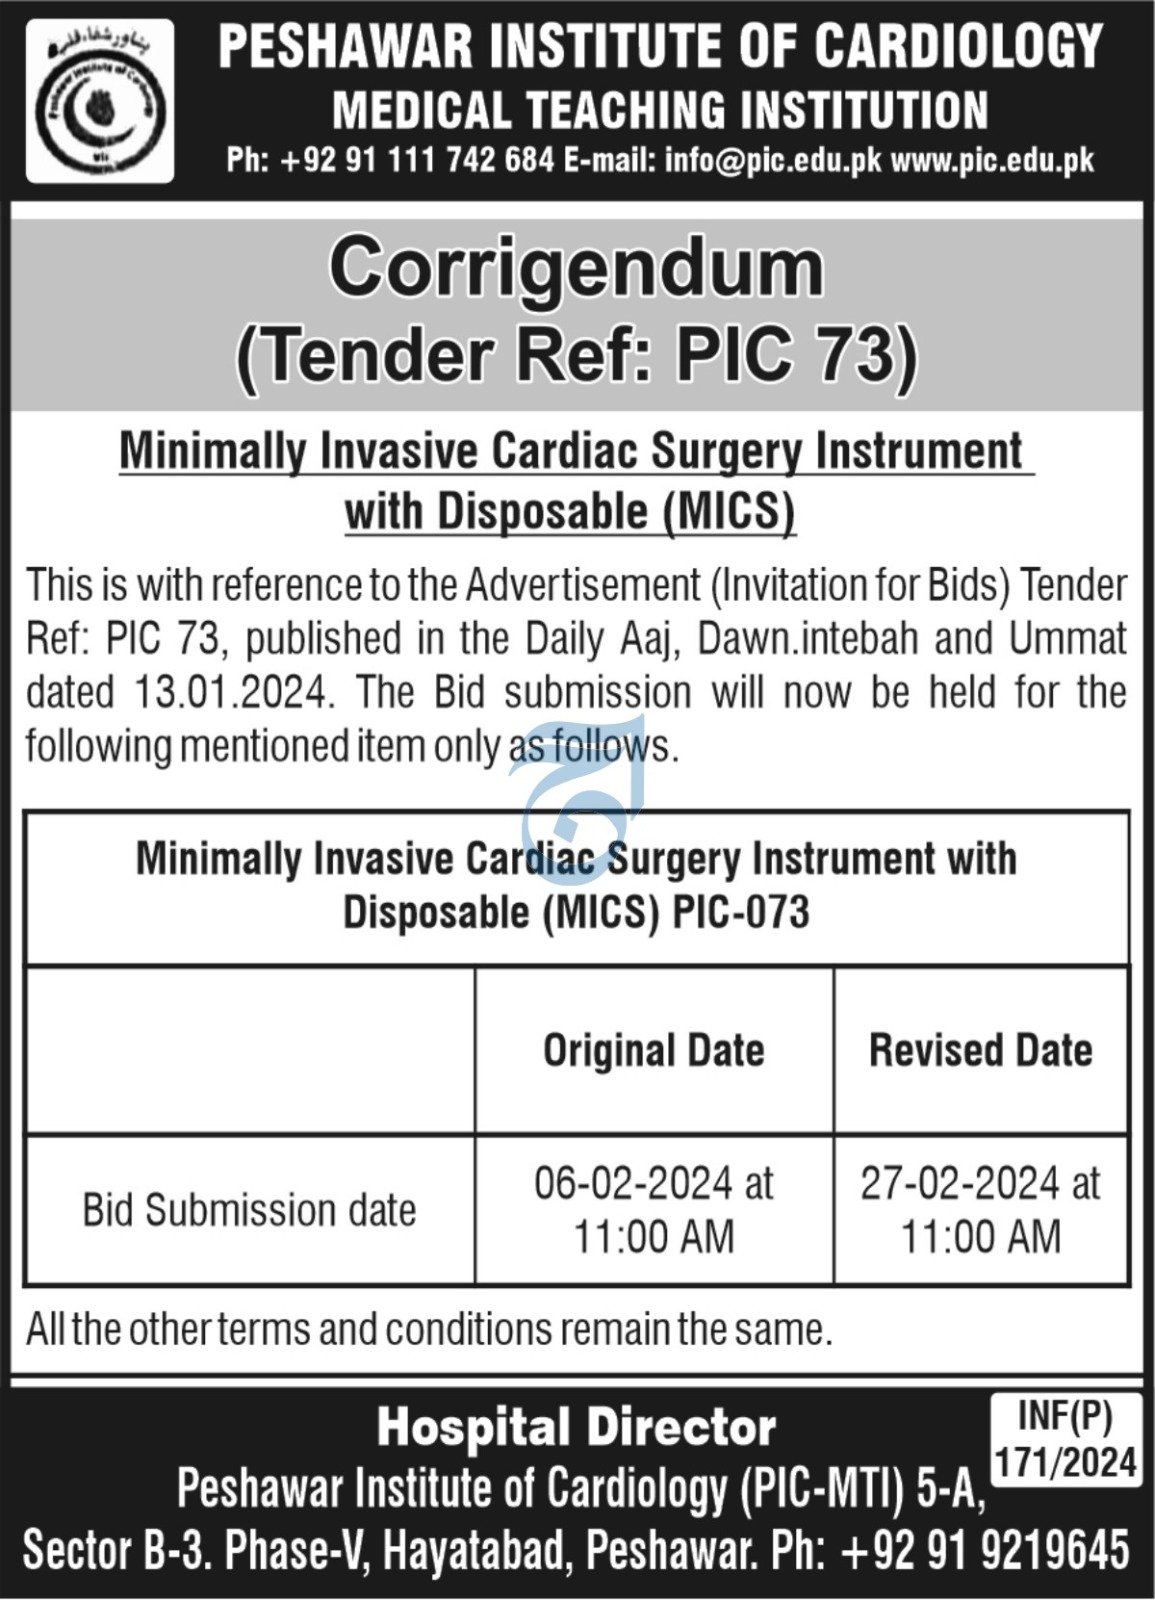 PESHAWAR INSTITUTE OF CARDIOLOGY
MEDICAL TEACHING INSTITUTION
Ph: +92 91 111 742 684 E-mail: info@pic.edu.pk www.pic.edu.pk
Corrigendum
(Tender Ref: PIC 73)
Minimally Invasive Cardiac Surgery Instrument
with Disposable (MICS)
This is with reference to the Advertisement (Invitation for Bids) Tender
Ref: PIC 73, published in the Daily Aaj, Dawn.intebah and Ummat
dated 13.01.2024. The Bid submission will now be held for the
following mentioned item only as follows.
Minimally Invasive Cardiac Surgery Instrument with
Disposable (MICS) PIC-073
Original Date
Revised Date
Bid Submission date
06-02-2024 at
11:00 AM
27-02-2024 at
11:00 AM
All the other terms and conditions remain the same.
Hospital Director
INF(P)
171/2024
Peshawar Institute of Cardiology (PIC-MTI) 5-A,
Sector B-3. Phase-V, Hayatabad, Peshawar. Ph: +92 91 9219645